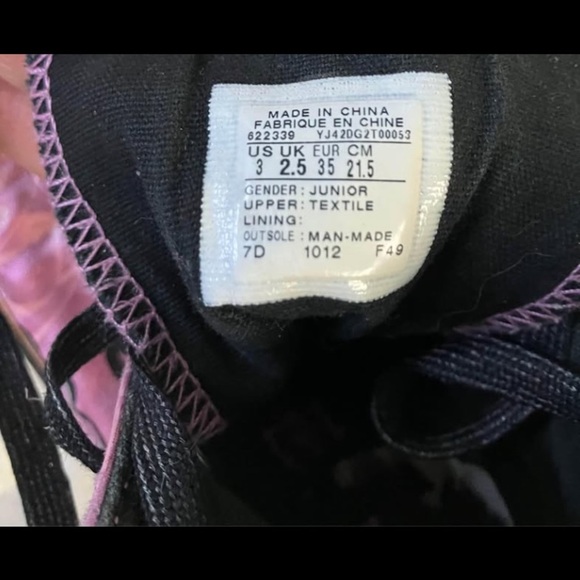 MADE IN CHINA
FABRIQUE EN CHINE
622339 YJ42DG2T00053
US UK EUR CM
3 2.5 35 21.5
GENDER : JUNIOR
UPPER : TEXTILE
LINING :
OUTSOLE : MAN-MADE
7D 1012 F49